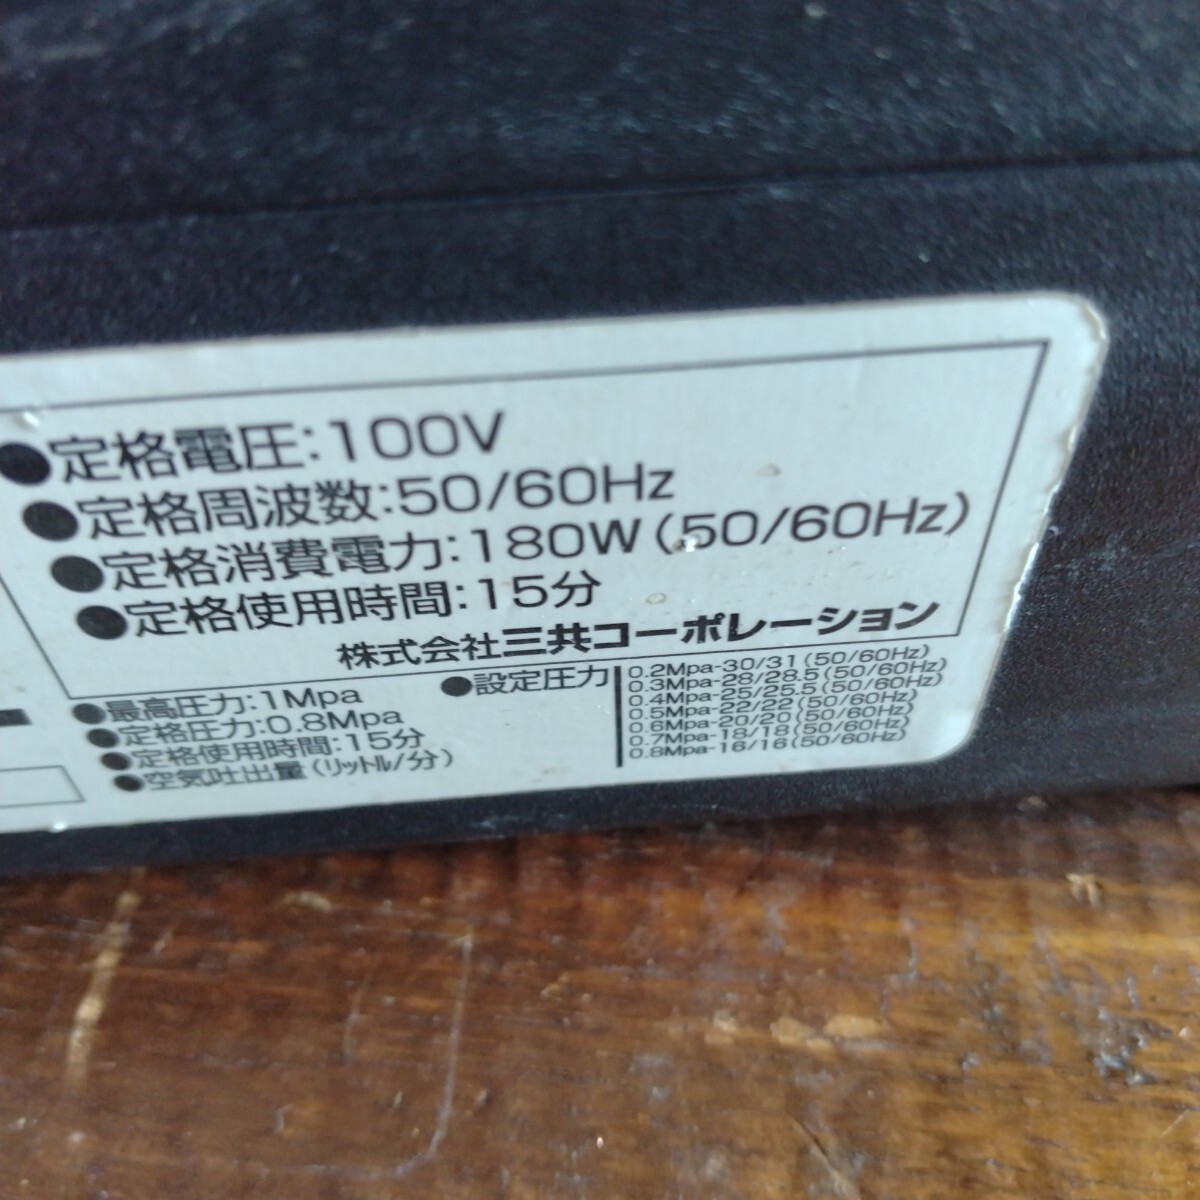 ●定格電圧:100V
●定格周波数:50/60Hz
●定格消費電力:180W(50/60Hz)
●定格使用時間:15分
株式会社三共コーポレーション
●最高圧力:1Mpa
●定格圧力:0.8Mpa
●定格使用時間:15分
●空気吐出量(リットル/分)
●設定圧力
0.2Mpa-30/31(50/60Hz)
0.3Mpa-28/28.5(50/60Hz)
0.4Mpa-25/25.5(50/60Hz)
0.5Mpa-22/22(50/60Hz)
0.6Mpa-20/20(50/60Hz)
0.7Mpa-18/18(50/60Hz)
0.8Mpa-16/16(50/60Hz)